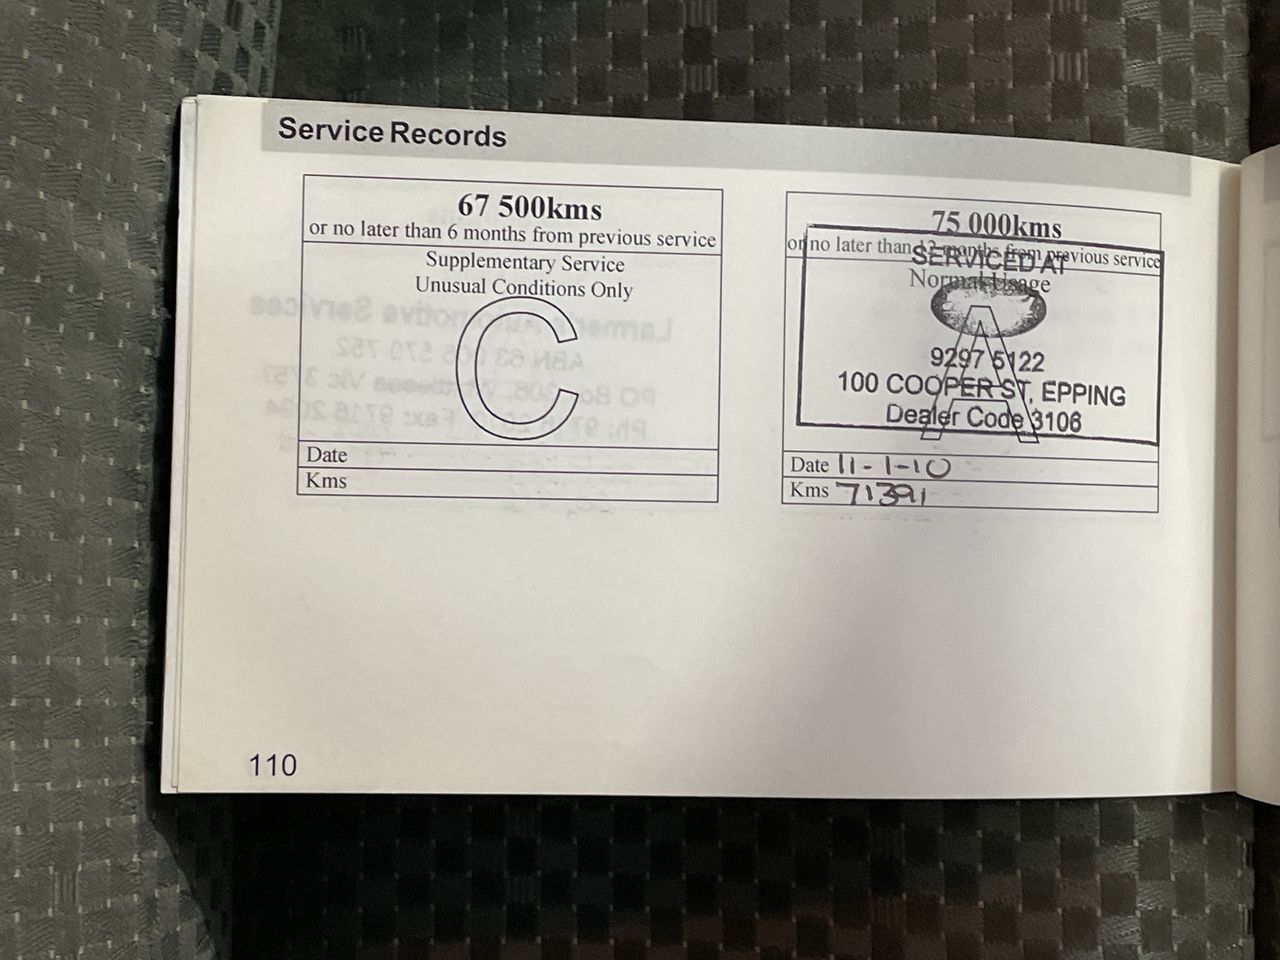 Service Records
67 500kms
or no later than 6 months from previous service
Supplementary Service
Unusual Conditions Only
C
Date
Kms
75 000kms
or no later than 12 months from previous service
SERVICED AT
Normal Usage
A
9297 5122
100 COOPER ST, EPPING
Dealer Code 3106
Date 11-1-10
Kms 71391
110